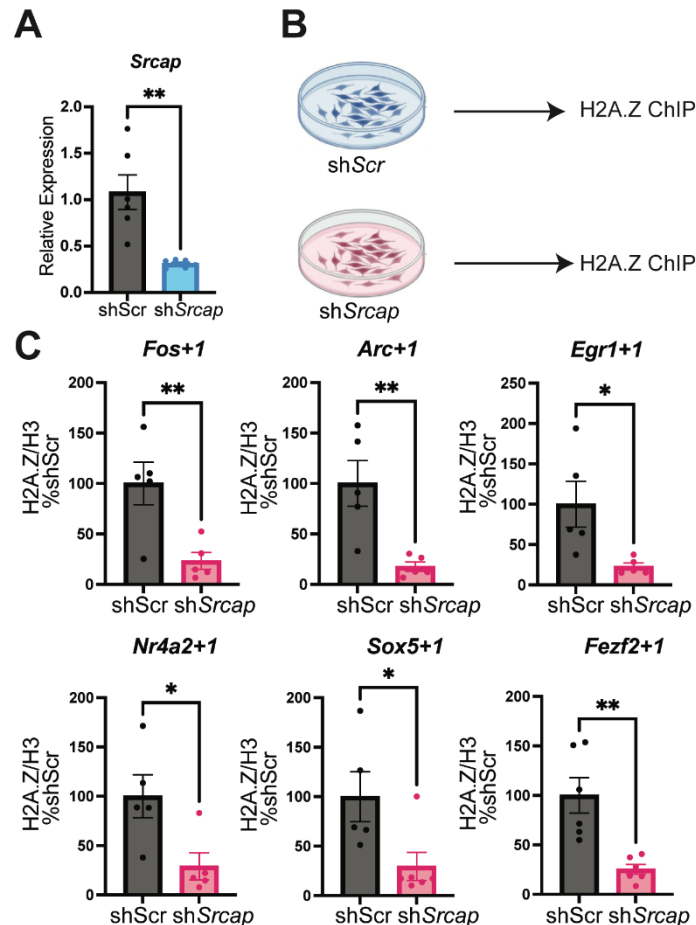 A
B
Srcap
**
Relative Expression
2.0
1.5
1.0
0.5
0.0
shScr
shSrcap
shScr
H2A.Z ChIP
shSrcap
H2A.Z ChIP
C
Fos+1
H2A.Z/H3
%shScr
200
150
100
50
0
**
shScr shSrcap
Arc+1
H2A.Z/H3
%shScr
200
150
100
50
0
**
shScr shSrcap
Egr1+1
H2A.Z/H3
%shScr
250
200
150
100
50
0
*
shScr shSrcap
Nr4a2+1
H2A.Z/H3
%shScr
200
150
100
50
0
*
shScr shSrcap
Sox5+1
H2A.Z/H3
%shScr
200
150
100
50
0
*
shScr shSrcap
Fezf2+1
H2A.Z/H3
%shScr
200
150
100
50
0
**
shScr shSrcap